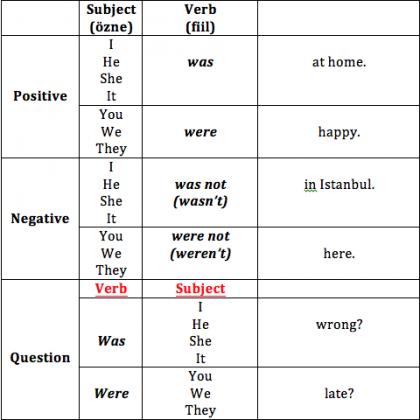 Subject Verb
(özne) (fiil)
Positive
I
He
She
It
was
at home.
You
We
They
were
happy.
Negative
I
He
She
It
was not
(wasn't)
in Istanbul.
You
We
They
were not
(weren't)
here.
Question
Verb Subject
Was
I
He
She
It
wrong?
Were
You
We
They
late?